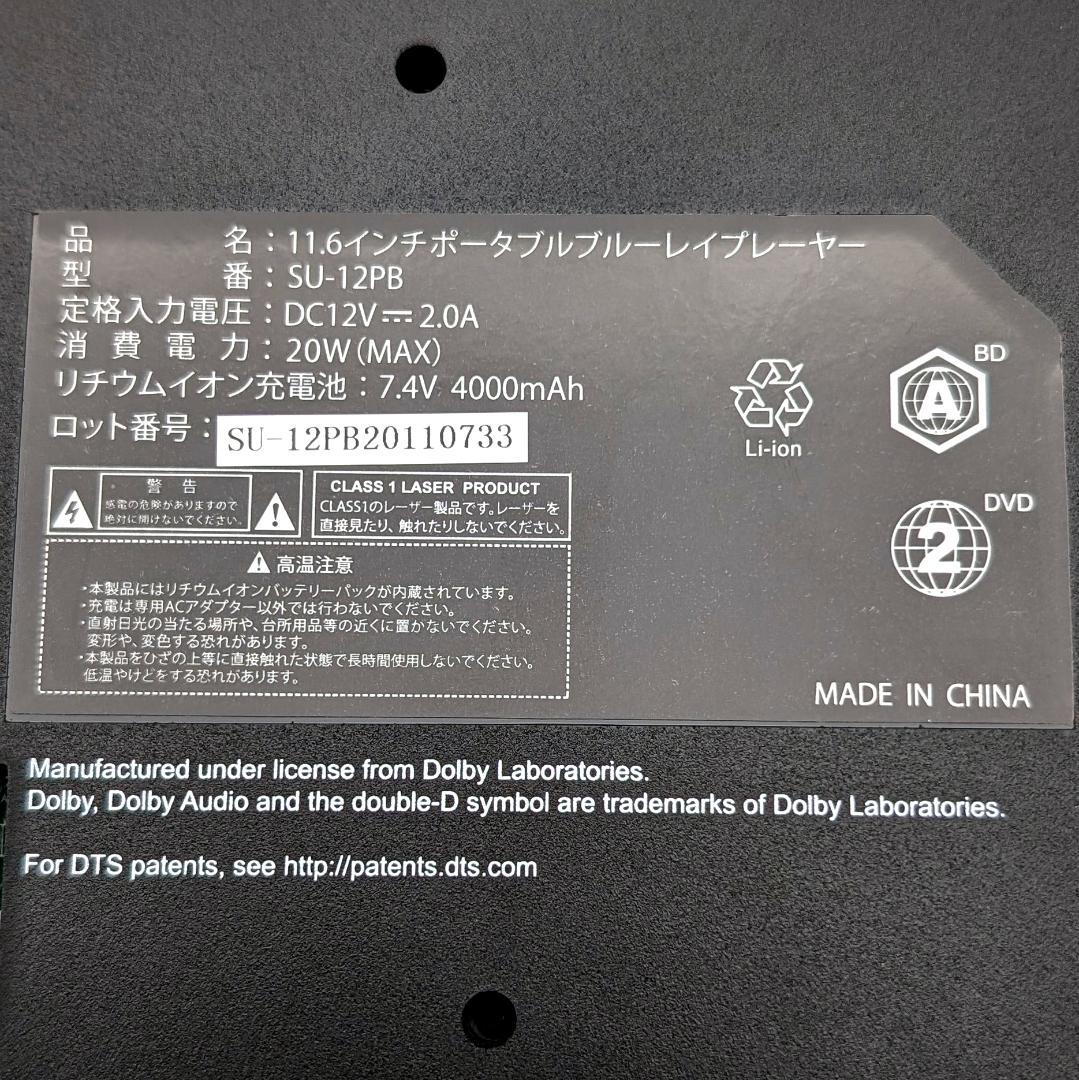 品　　　名：11.6インチポータブルブルーレイプレーヤー
型　　　番：SU-12PB
定格入力電圧：DC12V⎓2.0A
消 費 電 力：20W(MAX)
リチウムイオン充電池：7.4V 4000mAh
ロット番号：SU-12PB20110733
Li-ion
BD
A
DVD
2
警 告
感電の危険がありますので
絶対に開けないでください。
CLASS 1 LASER PRODUCT
CLASS1のレーザー製品です。レーザーを
直接見たり、触れたりしないでください。
高温注意
・本製品にはリチウムイオンバッテリーパックが内蔵されています。
・充電は専用ACアダプター以外では行わないでください。
・直射日光の当たる場所や、台所用品等の近くに置かないでください。
変形や、変色する恐れがあります。
・本製品をひざの上等に直接触れた状態で長時間使用しないでください。
低温やけどをする恐れがあります。
MADE IN CHINA
Manufactured under license from Dolby Laboratories.
Dolby, Dolby Audio and the double-D symbol are trademarks of Dolby Laboratories.
For DTS patents, see http://patents.dts.com